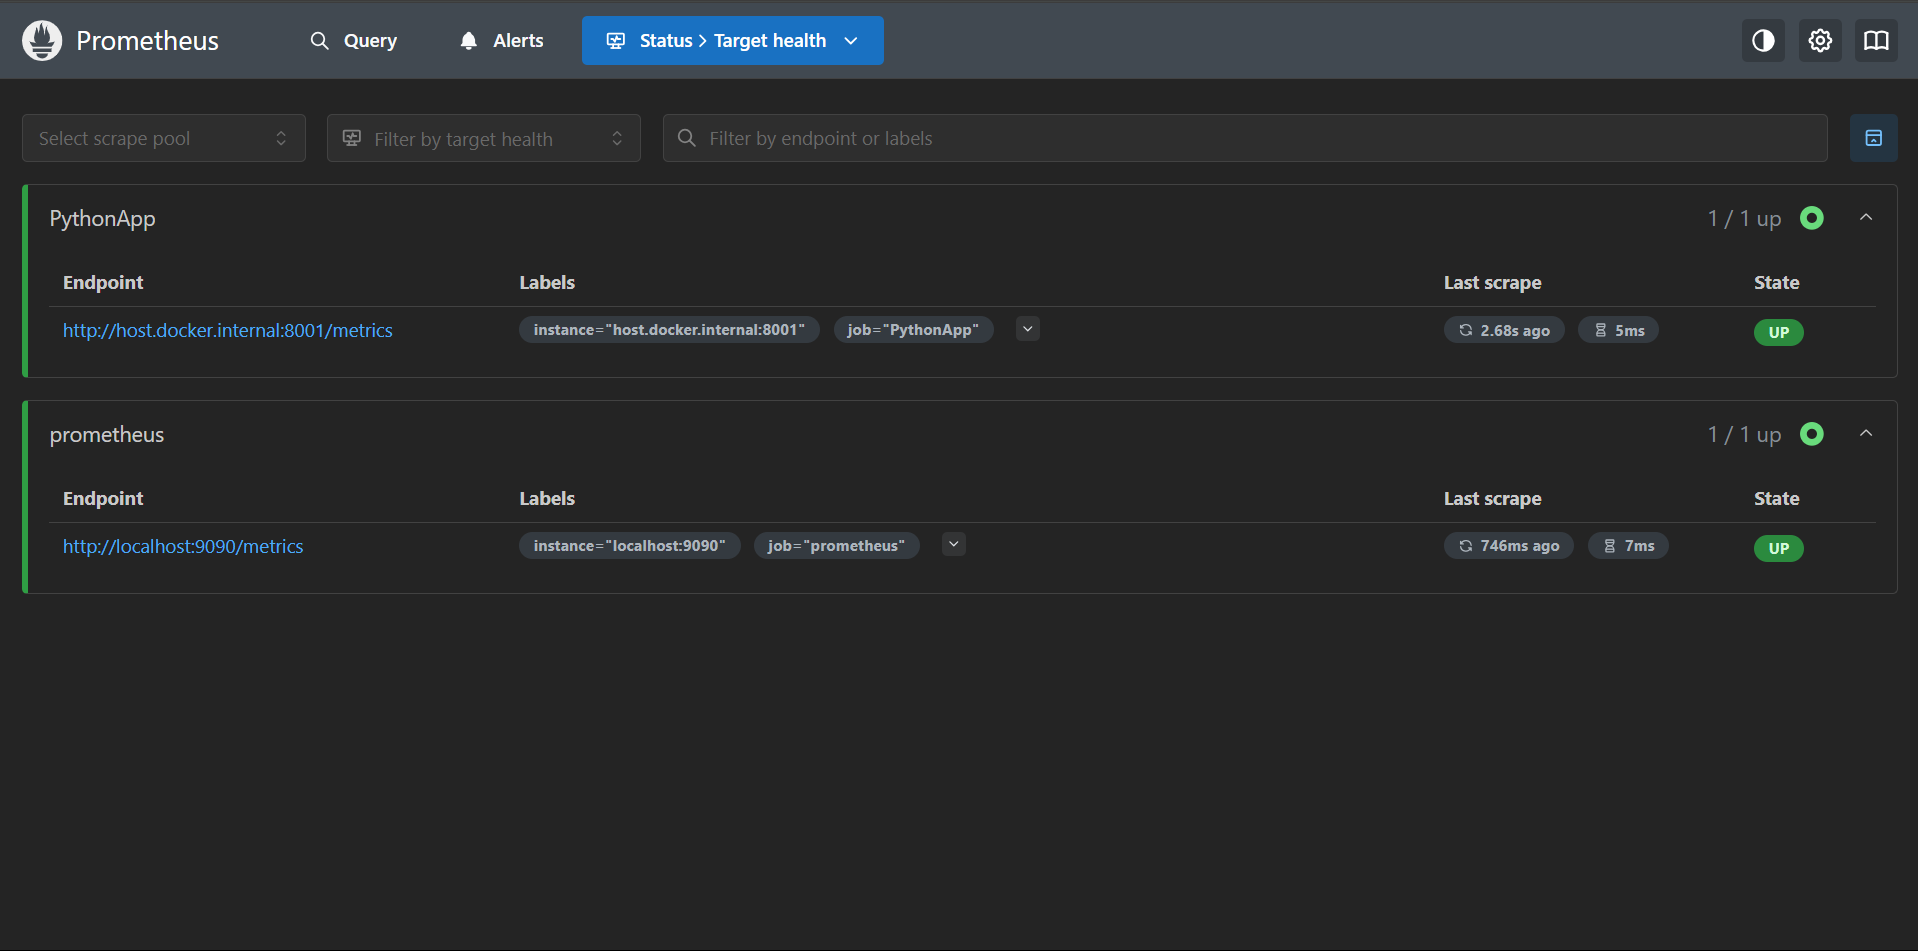 Prometheus Query Alerts Status > Target health
Select scrape pool Filter by target health Filter by endpoint or labels
PythonApp 1 / 1 up
Endpoint Labels Last scrape State
http://host.docker.internal:8001/metrics instance="host.docker.internal:8001" job="PythonApp" 2.68s ago 5ms UP
prometheus 1 / 1 up
Endpoint Labels Last scrape State
http://localhost:9090/metrics instance="localhost:9090" job="prometheus" 746ms ago 7ms UP